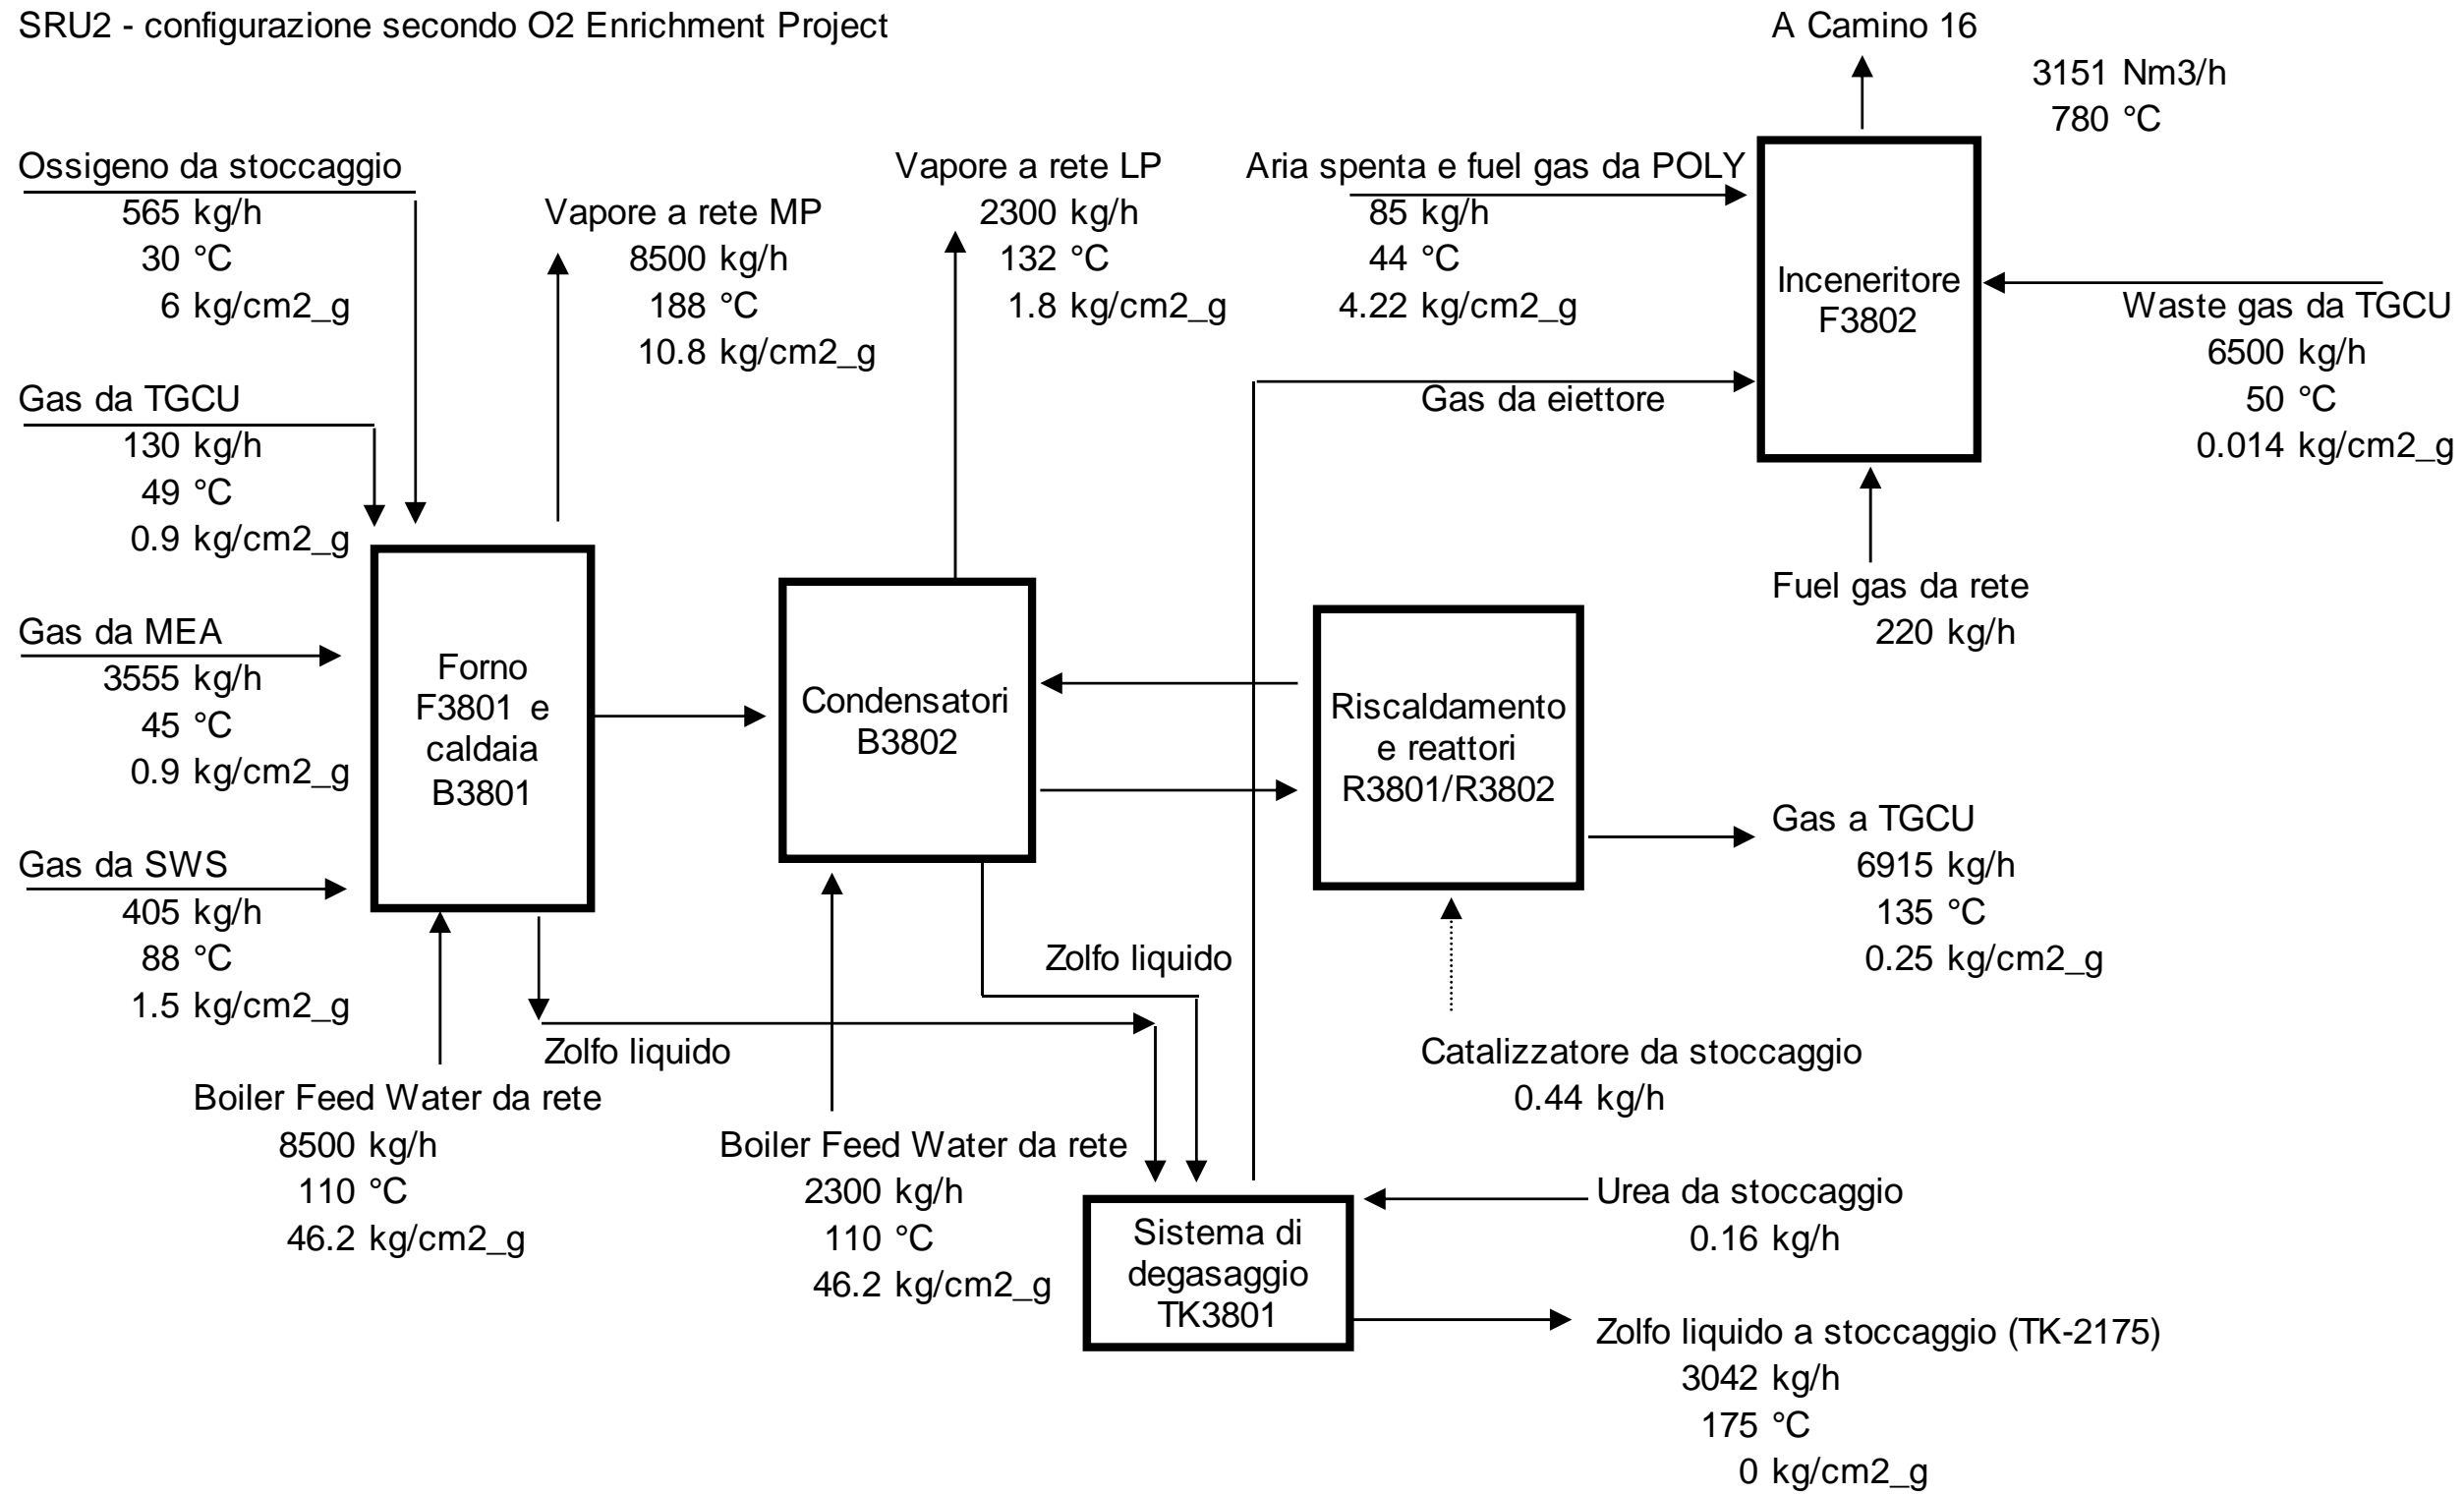 SRU2 - configurazione secondo O2 Enrichment Project
A Camino 16
3151 Nm3/h
780 °C
Ossigeno da stoccaggio
565 kg/h
30 °C
6 kg/cm2_g
Vapore a rete MP
8500 kg/h
188 °C
10.8 kg/cm2_g
Vapore a rete LP
2300 kg/h
132 °C
1.8 kg/cm2_g
Aria spenta e fuel gas da POLY
85 kg/h
44 °C
4.22 kg/cm2_g
Inceneritore
F3802
Waste gas da TGCU
6500 kg/h
50 °C
0.014 kg/cm2_g
Gas da TGCU
130 kg/h
49 °C
0.9 kg/cm2_g
Gas da eiettore
Fuel gas da rete
220 kg/h
Gas da MEA
3555 kg/h
45 °C
0.9 kg/cm2_g
Forno
F3801 e
caldaia
B3801
Condensatori
B3802
Riscaldamento
e reattori
R3801/R3802
Gas a TGCU
6915 kg/h
135 °C
0.25 kg/cm2_g
Gas da SWS
405 kg/h
88 °C
1.5 kg/cm2_g
Zolfo liquido
Zolfo liquido
Catalizzatore da stoccaggio
0.44 kg/h
Boiler Feed Water da rete
8500 kg/h
110 °C
46.2 kg/cm2_g
Boiler Feed Water da rete
2300 kg/h
110 °C
46.2 kg/cm2_g
Sistema di
degasaggio
TK3801
Urea da stoccaggio
0.16 kg/h
Zolfo liquido a stoccaggio (TK-2175)
3042 kg/h
175 °C
0 kg/cm2_g